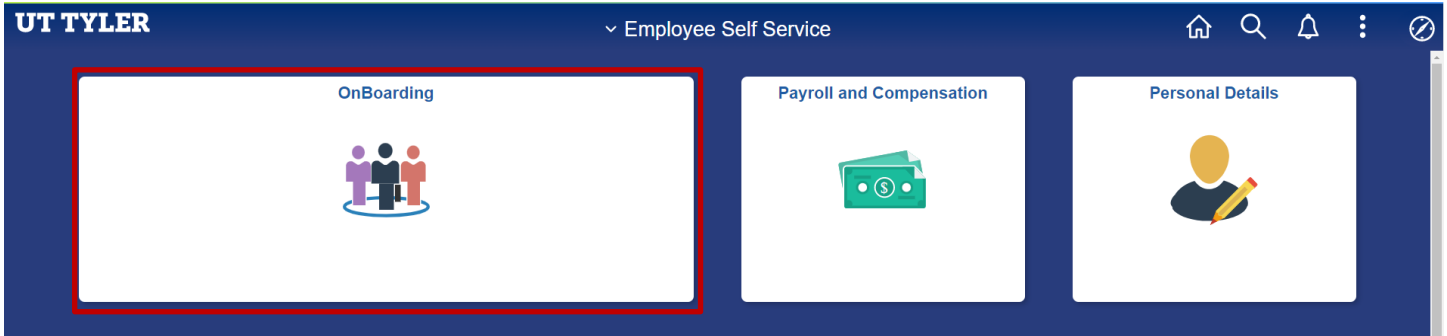 UT TYLER
Employee Self Service
OnBoarding
Payroll and Compensation
Personal Details
$